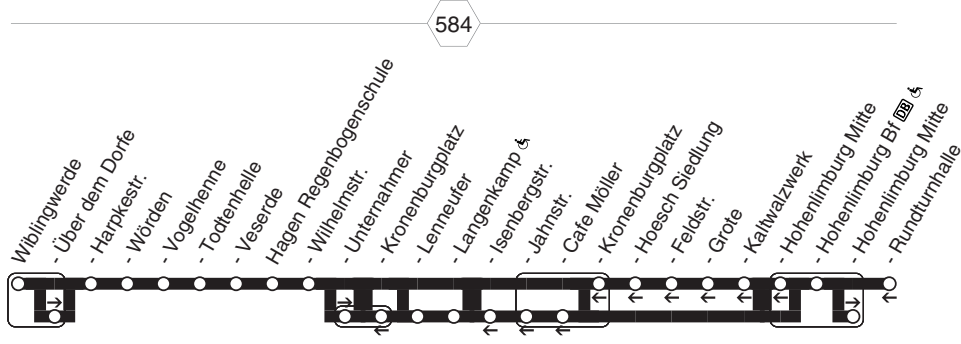 584
Wiblingwerde
- Über dem Dorfe
- Harpkestr.
- Wörden
- Vogelhenne
- Todtenhelle
- Veserde
Hagen Regenbogenschule
- Wilhelmstr.
- Unternahmer
- Kronenburgplatz
- Lenneufer
- Langenkamp
- Isenbergstr.
- Jahnstr.
- Cafe Möller
- Kronenburgplatz
- Hoesch Siedlung
- Feldstr.
- Grote
- Kaltwalzwerk
- Hohenlimburg Mitte
- Hohenlimburg Bf DB
- Hohenlimburg Mitte
- Rundturnhalle